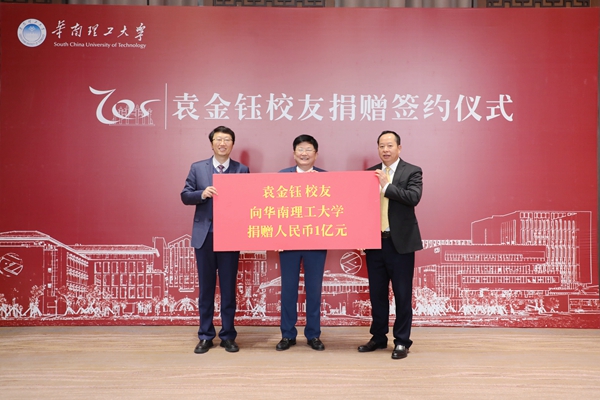 華南理工大學
South China University of Technology
70th 袁金钰校友捐赠签约仪式
袁金钰 校友
向华南理工大学
捐赠人民币1亿元